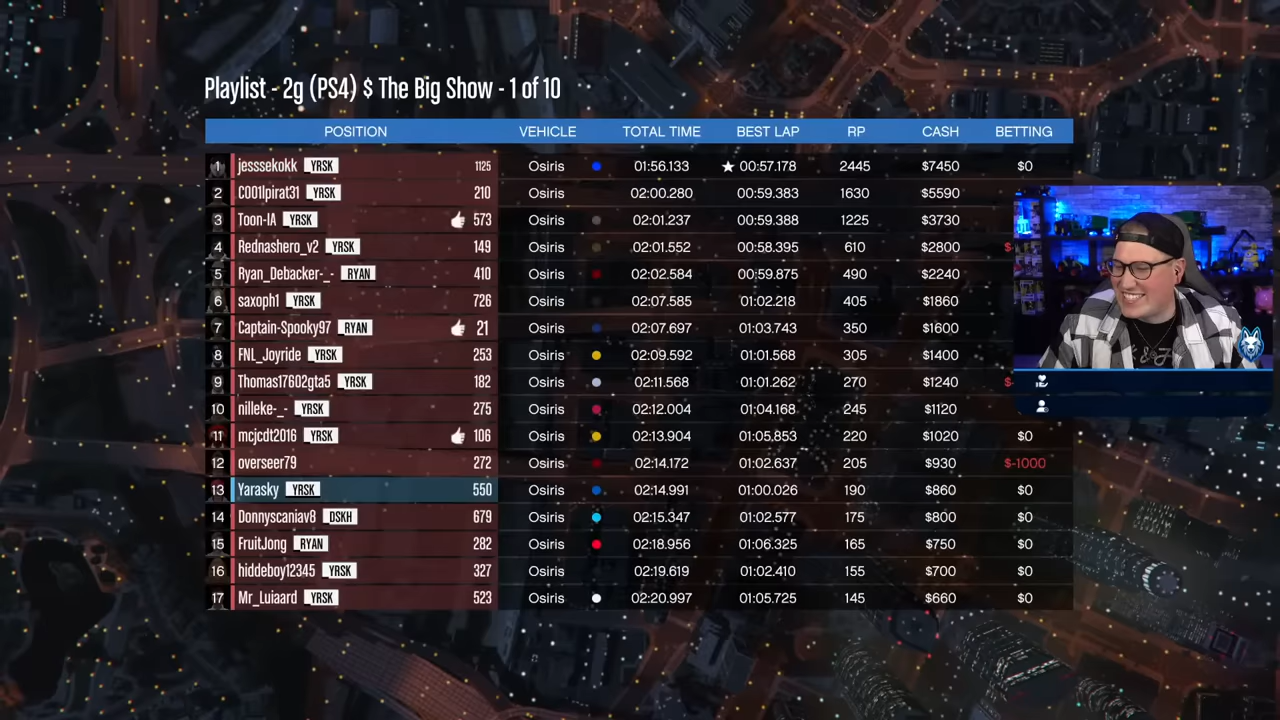 Playlist - 2g (PS4) $ The Big Show - 1 of 10
POSITION VEHICLE TOTAL TIME BEST LAP RP CASH BETTING
1 jesssekokk YRSK 1125 Osiris 01:56.133 00:57.178 2445 $7450 $0
2 C001lpirat31 YRSK 210 Osiris 02:00.280 00:59.383 1630 $5590
3 Toon-IA YRSK 573 Osiris 02:01.237 00:59.388 1225 $3730
4 Rednashero_v2 YRSK 149 Osiris 02:01.552 00:58.395 610 $2800 $-
5 Ryan_Debacker-_- RYAN 410 Osiris 02:02.584 00:59.875 490 $2240
6 saxoph1 YRSK 726 Osiris 02:07.585 01:02.218 405 $1860
7 Captain-Spooky97 RYAN 21 Osiris 02:07.697 01:03.743 350 $1600
8 FNL_Joyride YRSK 253 Osiris 02:09.592 01:01.568 305 $1400
9 Thomas17602gta5 YRSK 182 Osiris 02:11.568 01:01.262 270 $1240 $-
10 nilleke-_- YRSK 275 Osiris 02:12.004 01:04.168 245 $1120
11 mcjcdt2016 YRSK 106 Osiris 02:13.904 01:05.853 220 $1020 $0
12 overseer79 272 Osiris 02:14.172 01:02.637 205 $930 $-1000
13 Yarasky YRSK 550 Osiris 02:14.991 01:00.026 190 $860 $0
14 Donnyscaniav8 DSKH 679 Osiris 02:15.347 01:02.577 175 $800 $0
15 FruitJong RYAN 282 Osiris 02:18.956 01:06.325 165 $750 $0
16 hiddeboy12345 YRSK 327 Osiris 02:19.619 01:02.410 155 $700 $0
17 Mr_Luiaard YRSK 523 Osiris 02:20.997 01:05.725 145 $660 $0